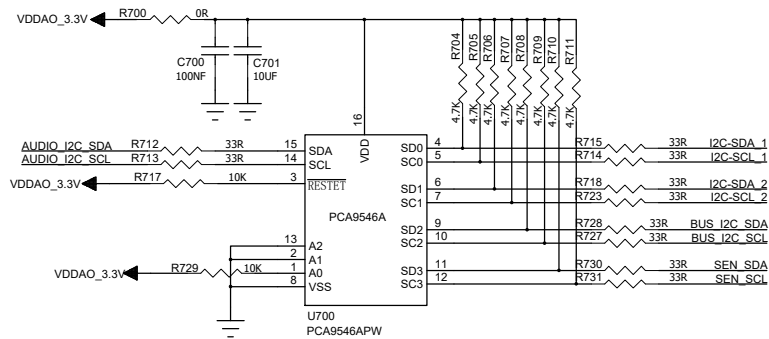 VDDAO_3.3V R700 0R
C700
100NF
C701
10UF
R704
R705
R706
R707
R708
R709
R710
R711
4.7K
4.7K
4.7K
4.7K
4.7K
4.7K
4.7K
4.7K
16
VDD
AUDIO_I2C_SDA R712 33R 15 SDA
AUDIO_I2C_SCL R713 33R 14 SCL
VDDAO_3.3V R717 10K 3 RESTET
PCA9546A
SD0 4 R715 33R I2C-SDA_1
SC0 5 R714 33R I2C-SCL_1
SD1 6 R718 33R I2C-SDA_2
SC1 7 R723 33R I2C-SCL_2
SD2 9 R728 33R BUS_I2C_SDA
SC2 10 R727 33R BUS_I2C_SCL
SD3 11 R730 33R SEN_SDA
SC3 12 R731 33R SEN_SCL
13 A2
2 A1
VDDAO_3.3V R729 10K 1 A0
8 VSS
U700
PCA9546APW